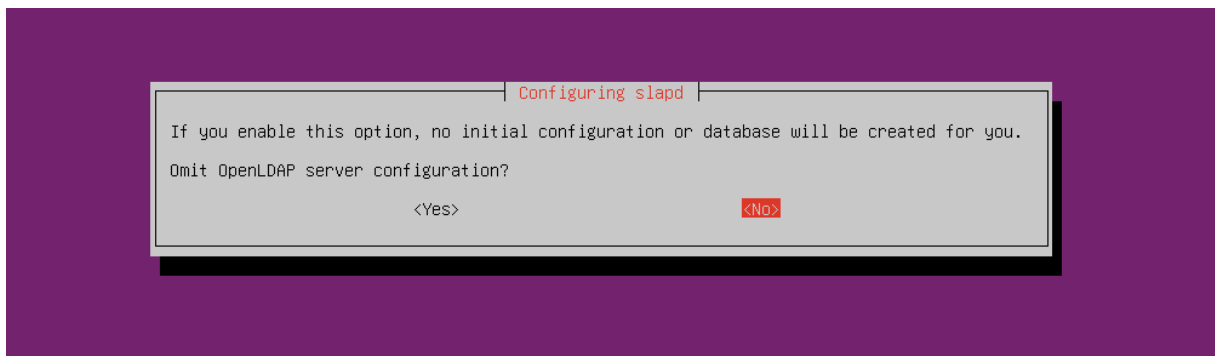 Configuring slapd
If you enable this option, no initial configuration or database will be created for you.
Omit OpenLDAP server configuration?
<Yes> <No>